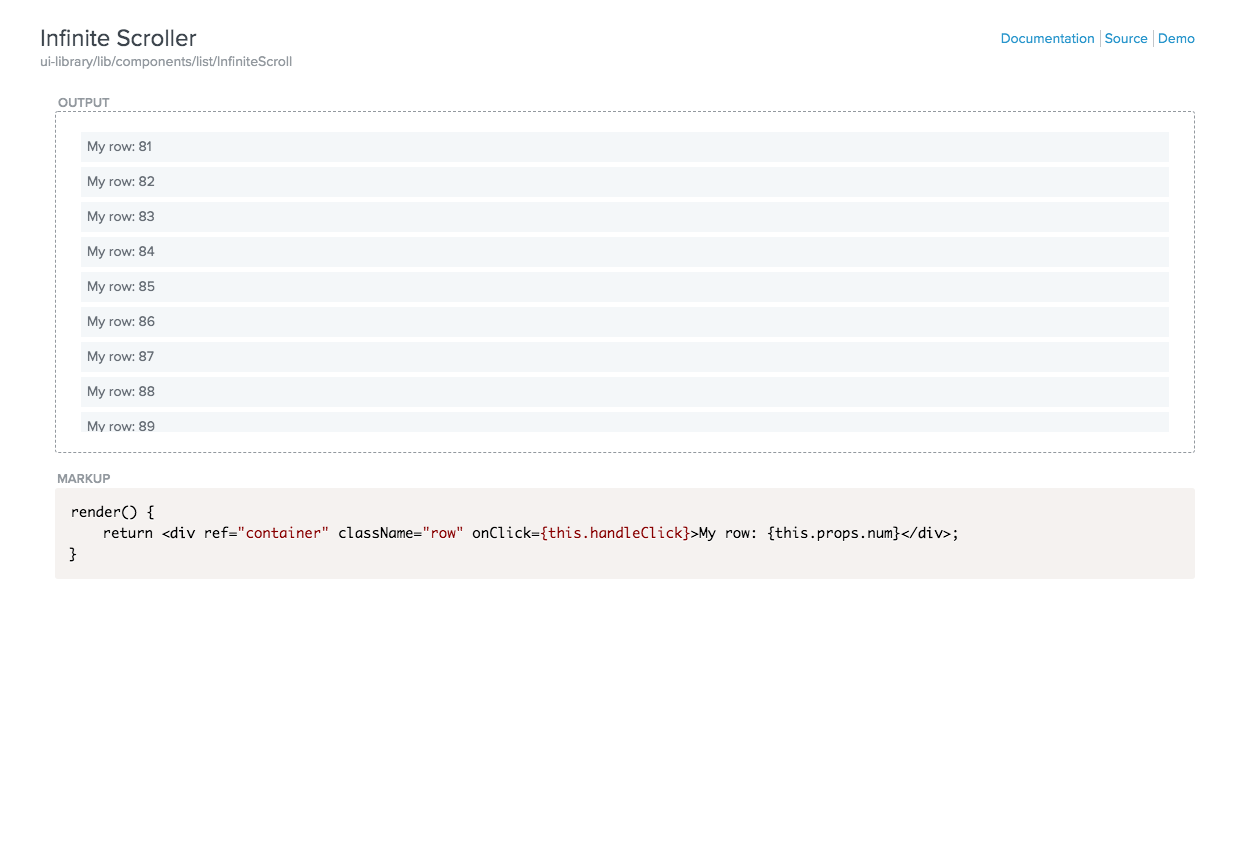 Infinite Scroller
Documentation | Source | Demo
ui-library/lib/components/list/InfiniteScroll
OUTPUT
My row: 81
My row: 82
My row: 83
My row: 84
My row: 85
My row: 86
My row: 87
My row: 88
My row: 89
MARKUP
render() {
    return <div ref="container" className="row" onClick={this.handleClick}>My row: {this.props.num}</div>;
}